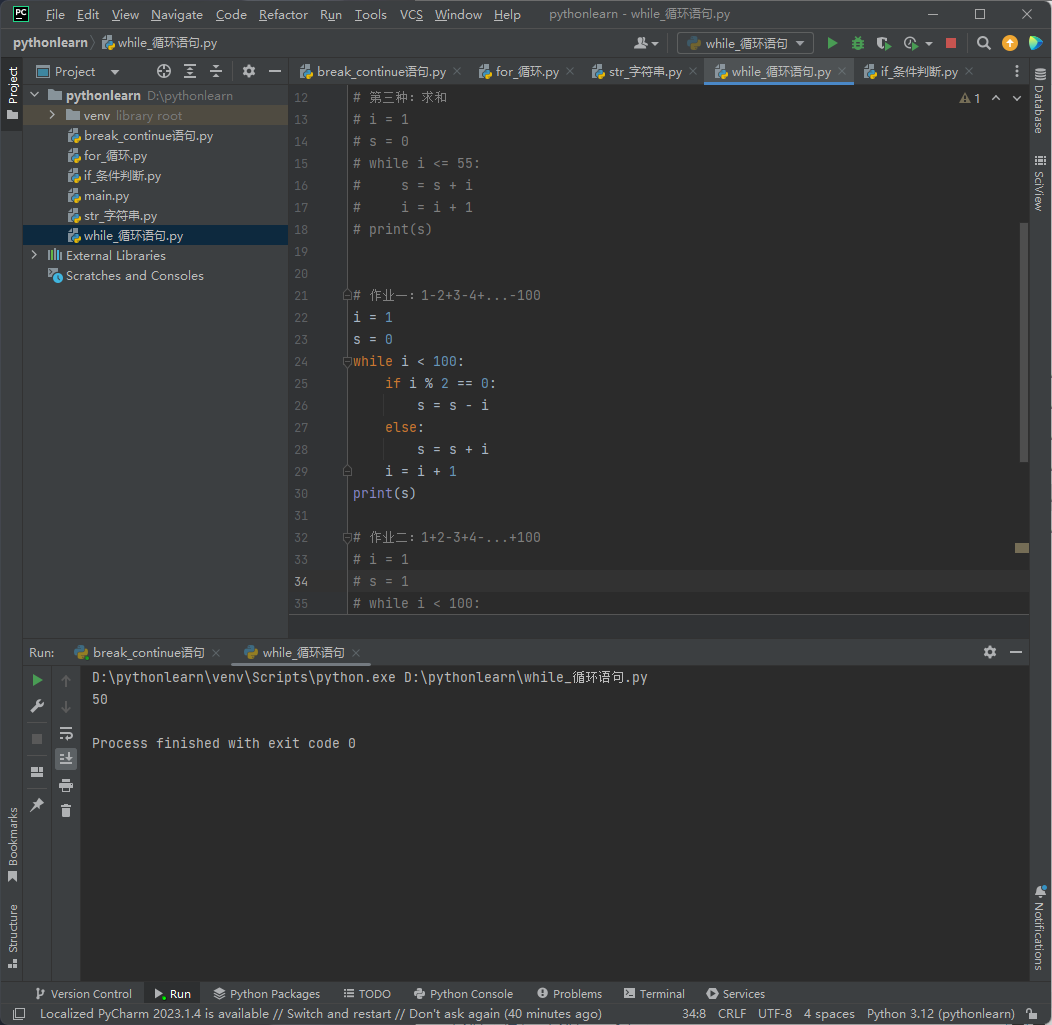 PC File Edit View Navigate Code Refactor Run Tools VCS Window Help pythonlearn - while_循环语句.py
pythonlearn while_循环语句.py while_循环语句
Project
Project
break_continue语句.py for_循环.py str_字符串.py while_循环语句.py if_条件判断.py
pythonlearn D:\pythonlearn
venv library root
break_continue语句.py
for_循环.py
if_条件判断.py
main.py
str_字符串.py
while_循环语句.py
External Libraries
Scratches and Consoles
12 # 第三种：求和
13 # i = 1
14 # s = 0
15 # while i <= 55:
16 #     s = s + i
17 #     i = i + 1
18 # print(s)
19
20
21 # 作业一：1-2+3-4+...-100
22 i = 1
23 s = 0
24 while i < 100:
25     if i % 2 == 0:
26         s = s - i
27     else:
28         s = s + i
29     i = i + 1
30 print(s)
31
32 # 作业二：1+2-3+4-...+100
33 # i = 1
34 # s = 1
35 # while i < 100:
1
Database
SciView
Run: break_continue语句 while_循环语句
D:\pythonlearn\venv\Scripts\python.exe D:\pythonlearn\while_循环语句.py
50
Process finished with exit code 0
Bookmarks
Structure
Notifications
Version Control Run Python Packages TODO Python Console Problems Terminal Services
Localized PyCharm 2023.1.4 is available // Switch and restart // Don't ask again (40 minutes ago) 34:8 CRLF UTF-8 4 spaces Python 3.12 (pythonlearn)